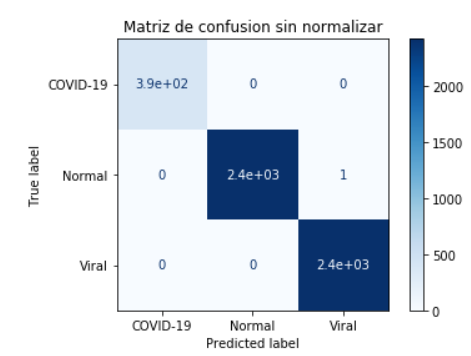 Matriz de confusion sin normalizar
COVID-19 3.9e+02 0 0
Normal 0 2.4e+03 1
Viral 0 0 2.4e+03
COVID-19 Normal Viral
Predicted label
True label
2000
1500
1000
500
0